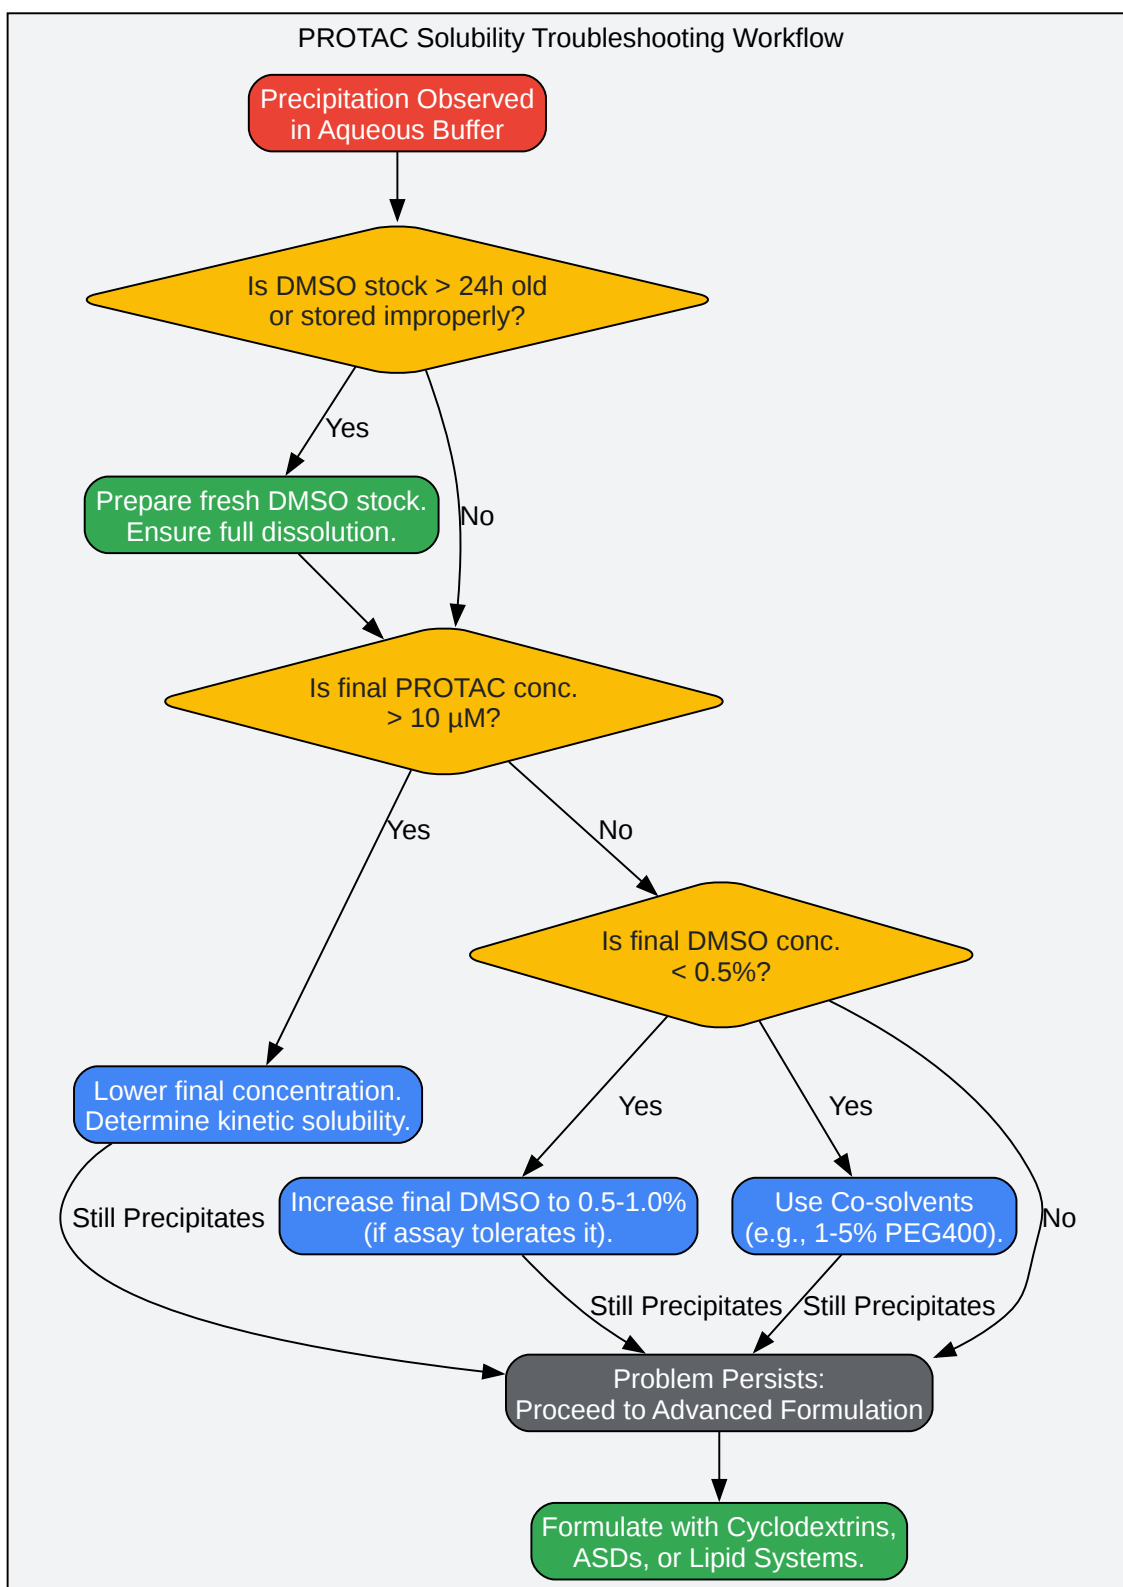 PROTAC Solubility Troubleshooting Workflow
Precipitation Observed
in Aqueous Buffer
Is DMSO stock > 24h old
or stored improperly?
Yes
Prepare fresh DMSO stock.
Ensure full dissolution.
No
Is final PROTAC conc.
> 10 µM?
Yes
No
Is final DMSO conc.
< 0.5%?
Lower final concentration.
Determine kinetic solubility.
Yes
Yes
Increase final DMSO to 0.5-1.0%
(if assay tolerates it).
Use Co-solvents
(e.g., 1-5% PEG400).
Still Precipitates
No
Still Precipitates
Still Precipitates
Problem Persists:
Proceed to Advanced Formulation
Formulate with Cyclodextrins,
ASDs, or Lipid Systems.